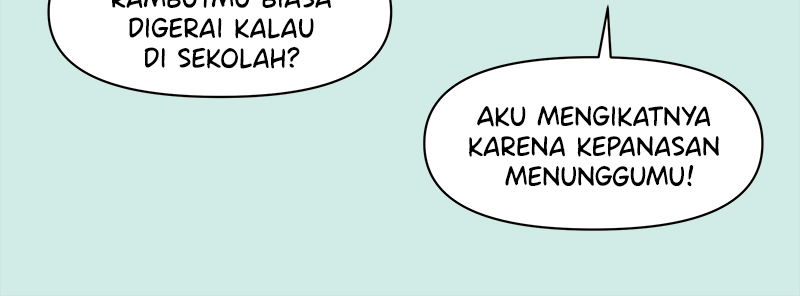 RAMBUTMU BIASA
DIGERAI KALAU
DI SEKOLAH?
AKU MENGIKATNYA
KARENA KEPANASAN
MENUNGGUMU!